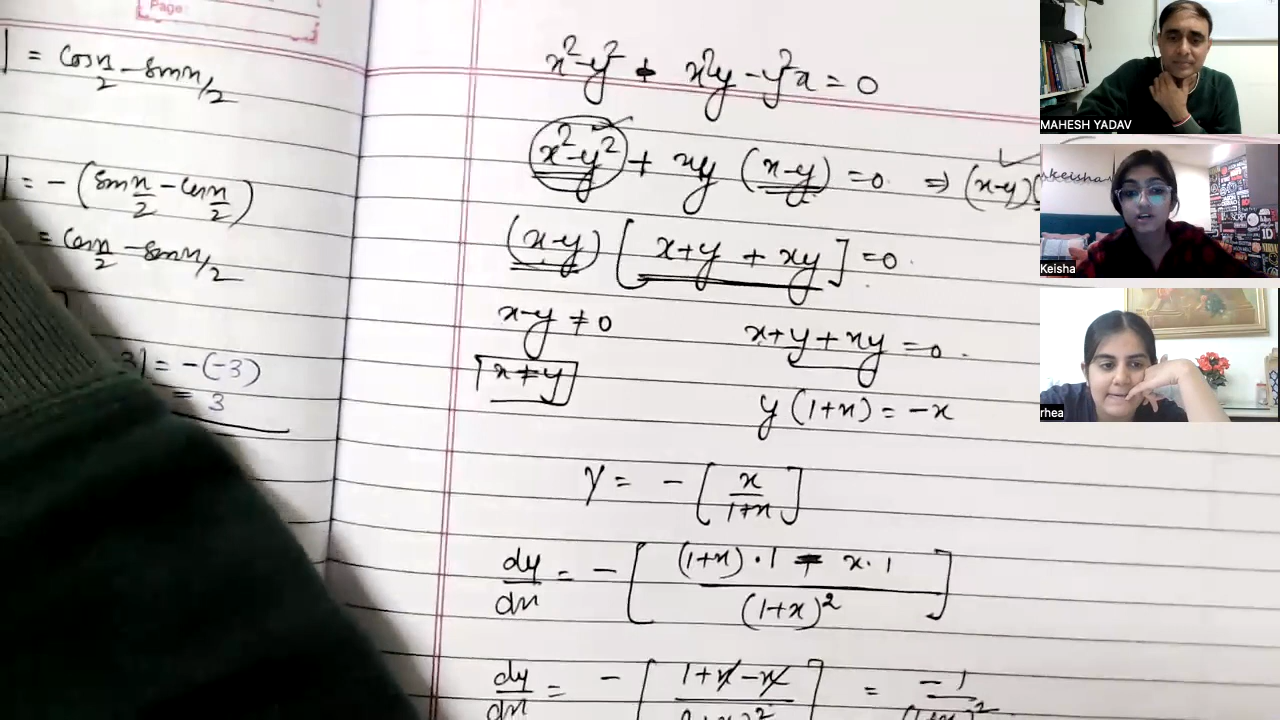 Page:
| = cos x/2 - sin x/2
| = - (sin x/2 - cos x/2)
= cos x/2 - sin x/2
3| = -(-3)
= 3
x² - y² + x²y - y²x = 0
x² - y² + xy (x-y) = 0 ⇒ (x-y)(
(x-y) [x+y + xy] = 0
x-y ≠ 0
x+y+xy = 0
x ≠ y
y(1+x) = -x
y = - [x/1+x]
dy/dx = - [(1+x)·1 - x·1 / (1+x)²]
dy/dx = - [1+x-x / (1+x)²] = -1/(1+x)²
MAHESH YADAV
keisha
Keisha
rhea